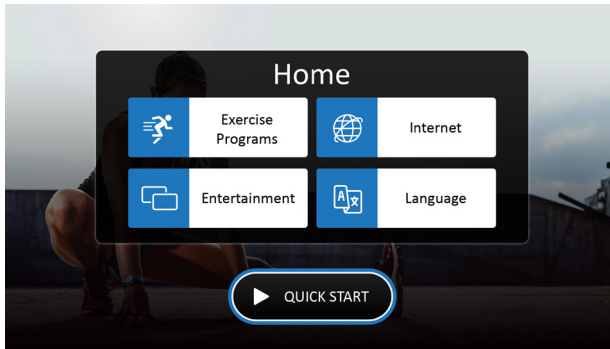 Home
Exercise
Programs
Internet
Entertainment
Language
A
QUICK START